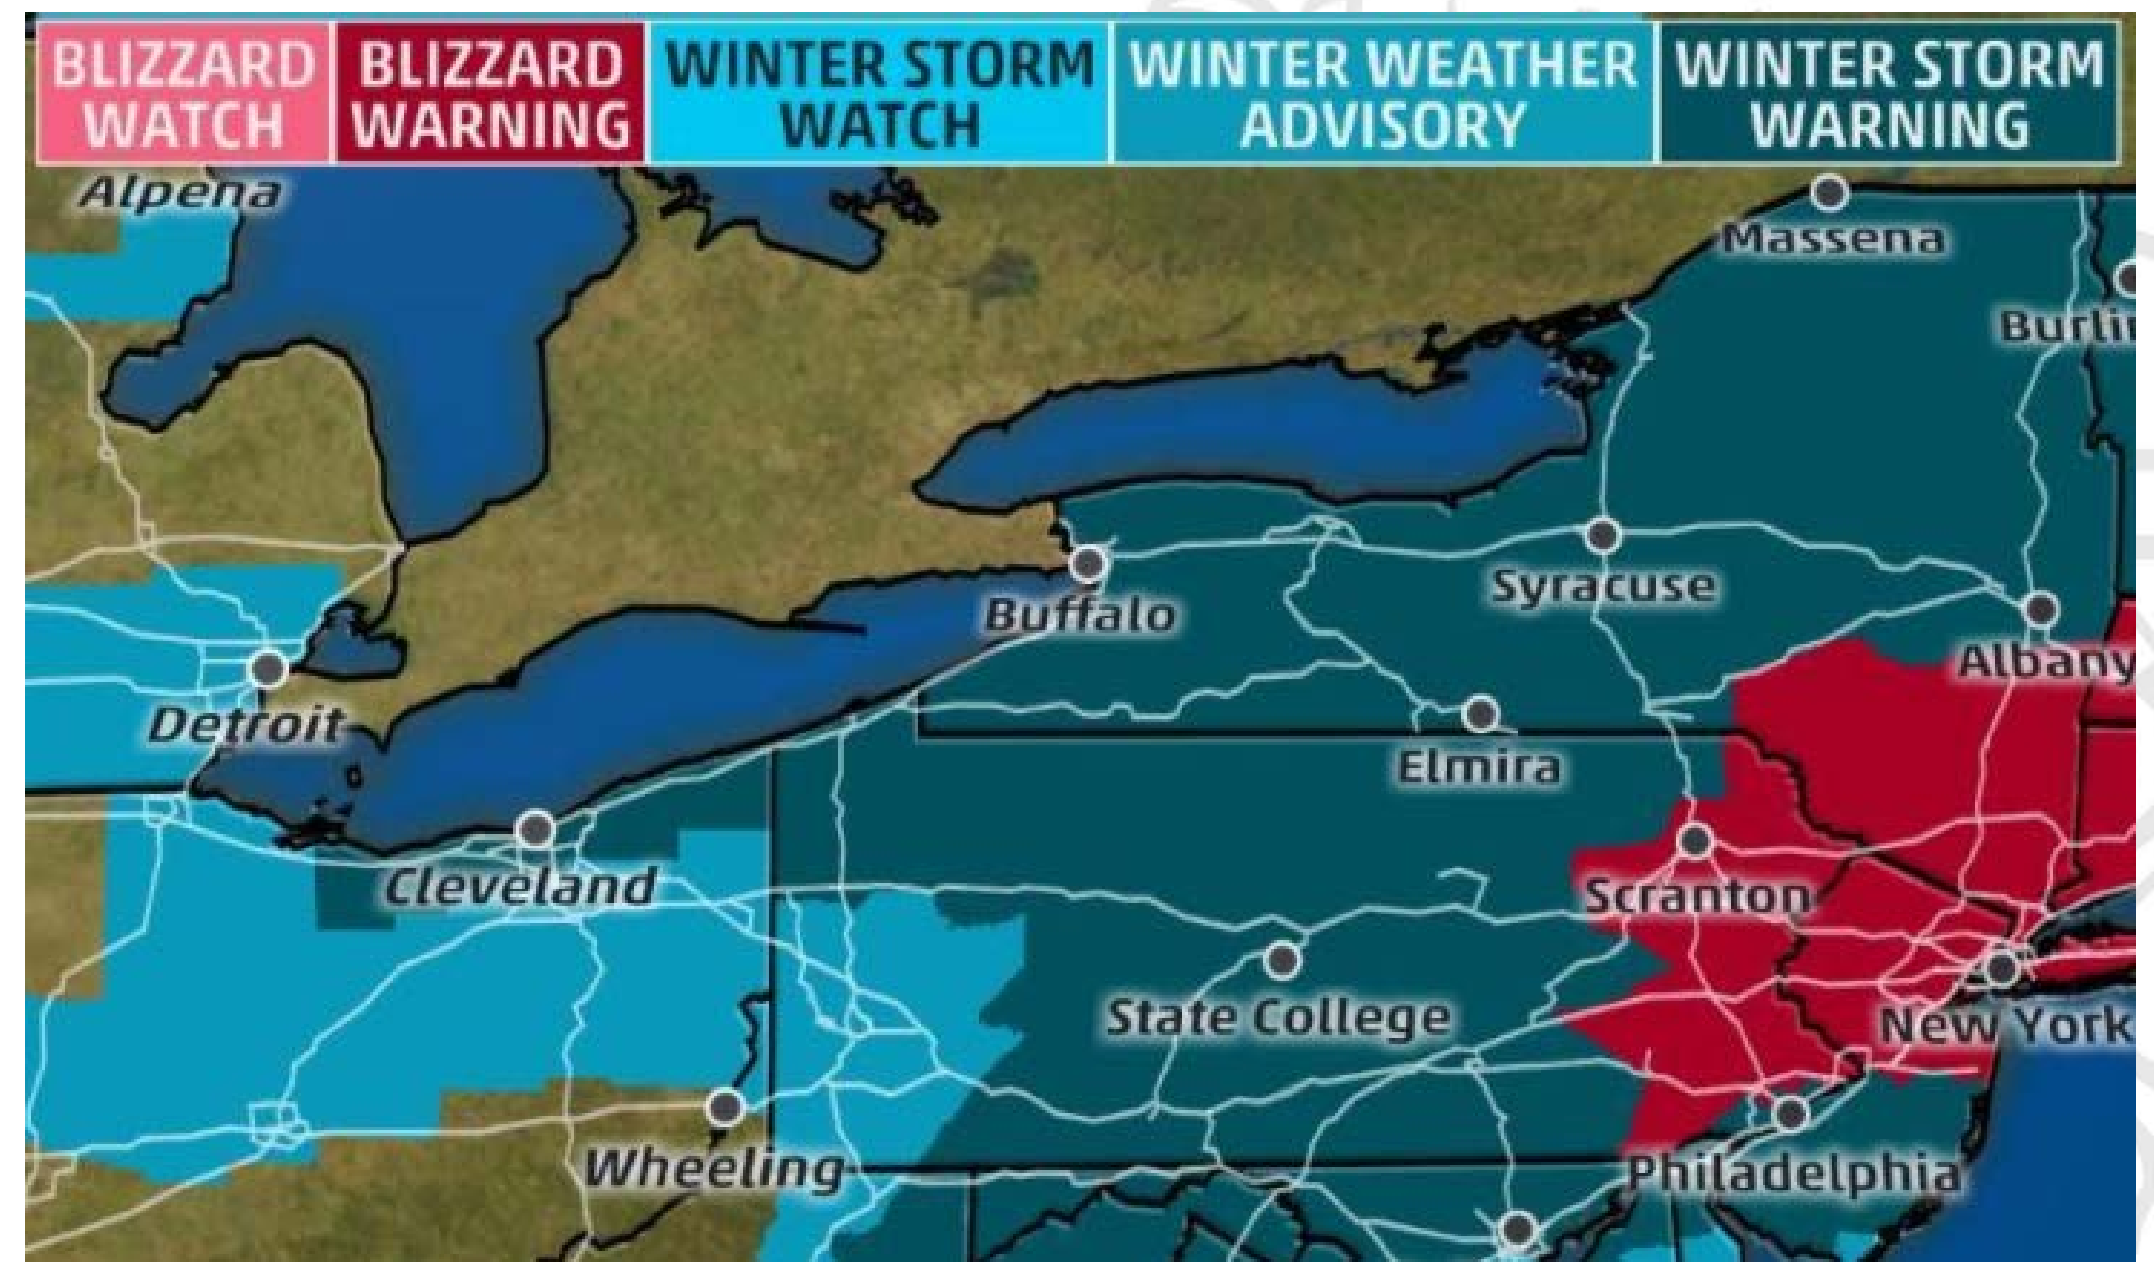 BLIZZARD
WATCH
BLIZZARD
WARNING
WINTER STORM
WATCH
WINTER WEATHER
ADVISORY
WINTER STORM
WARNING
Alpena
Massena
Burlin
Buffalo
Syracuse
Albany
Detroit
Elmira
Cleveland
Scranton
State College
New York
Wheeling
Philadelphia